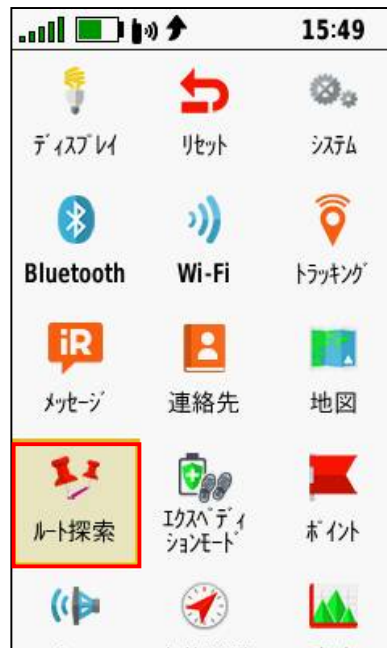 15:49
ディスプレイ
リセット
システム
Bluetooth
Wi-Fi
トラッキング
iR
メッセージ
連絡先
地図
ルート探索
エクスペディ
ションモード
ポイント